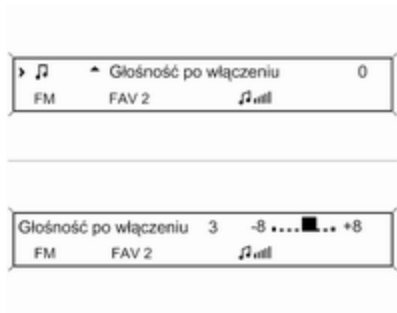 Głośność po włączeniu 0
FM FAV 2
Głośność po włączeniu 3 -8 +8
FM FAV 2